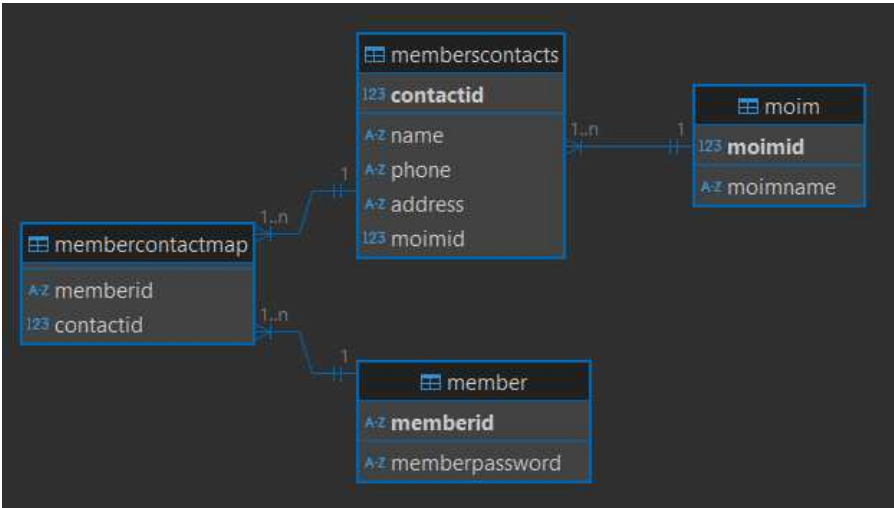 memberscontacts
123 contactid
A-Z name
A-Z phone
A-Z address
123 moimid
1..n
1
moim
123 moimid
A-Z moimname
1
1..n
membercontactmap
A-Z memberid
123 contactid
1..n
1
member
A-Z memberid
A-Z memberpassword